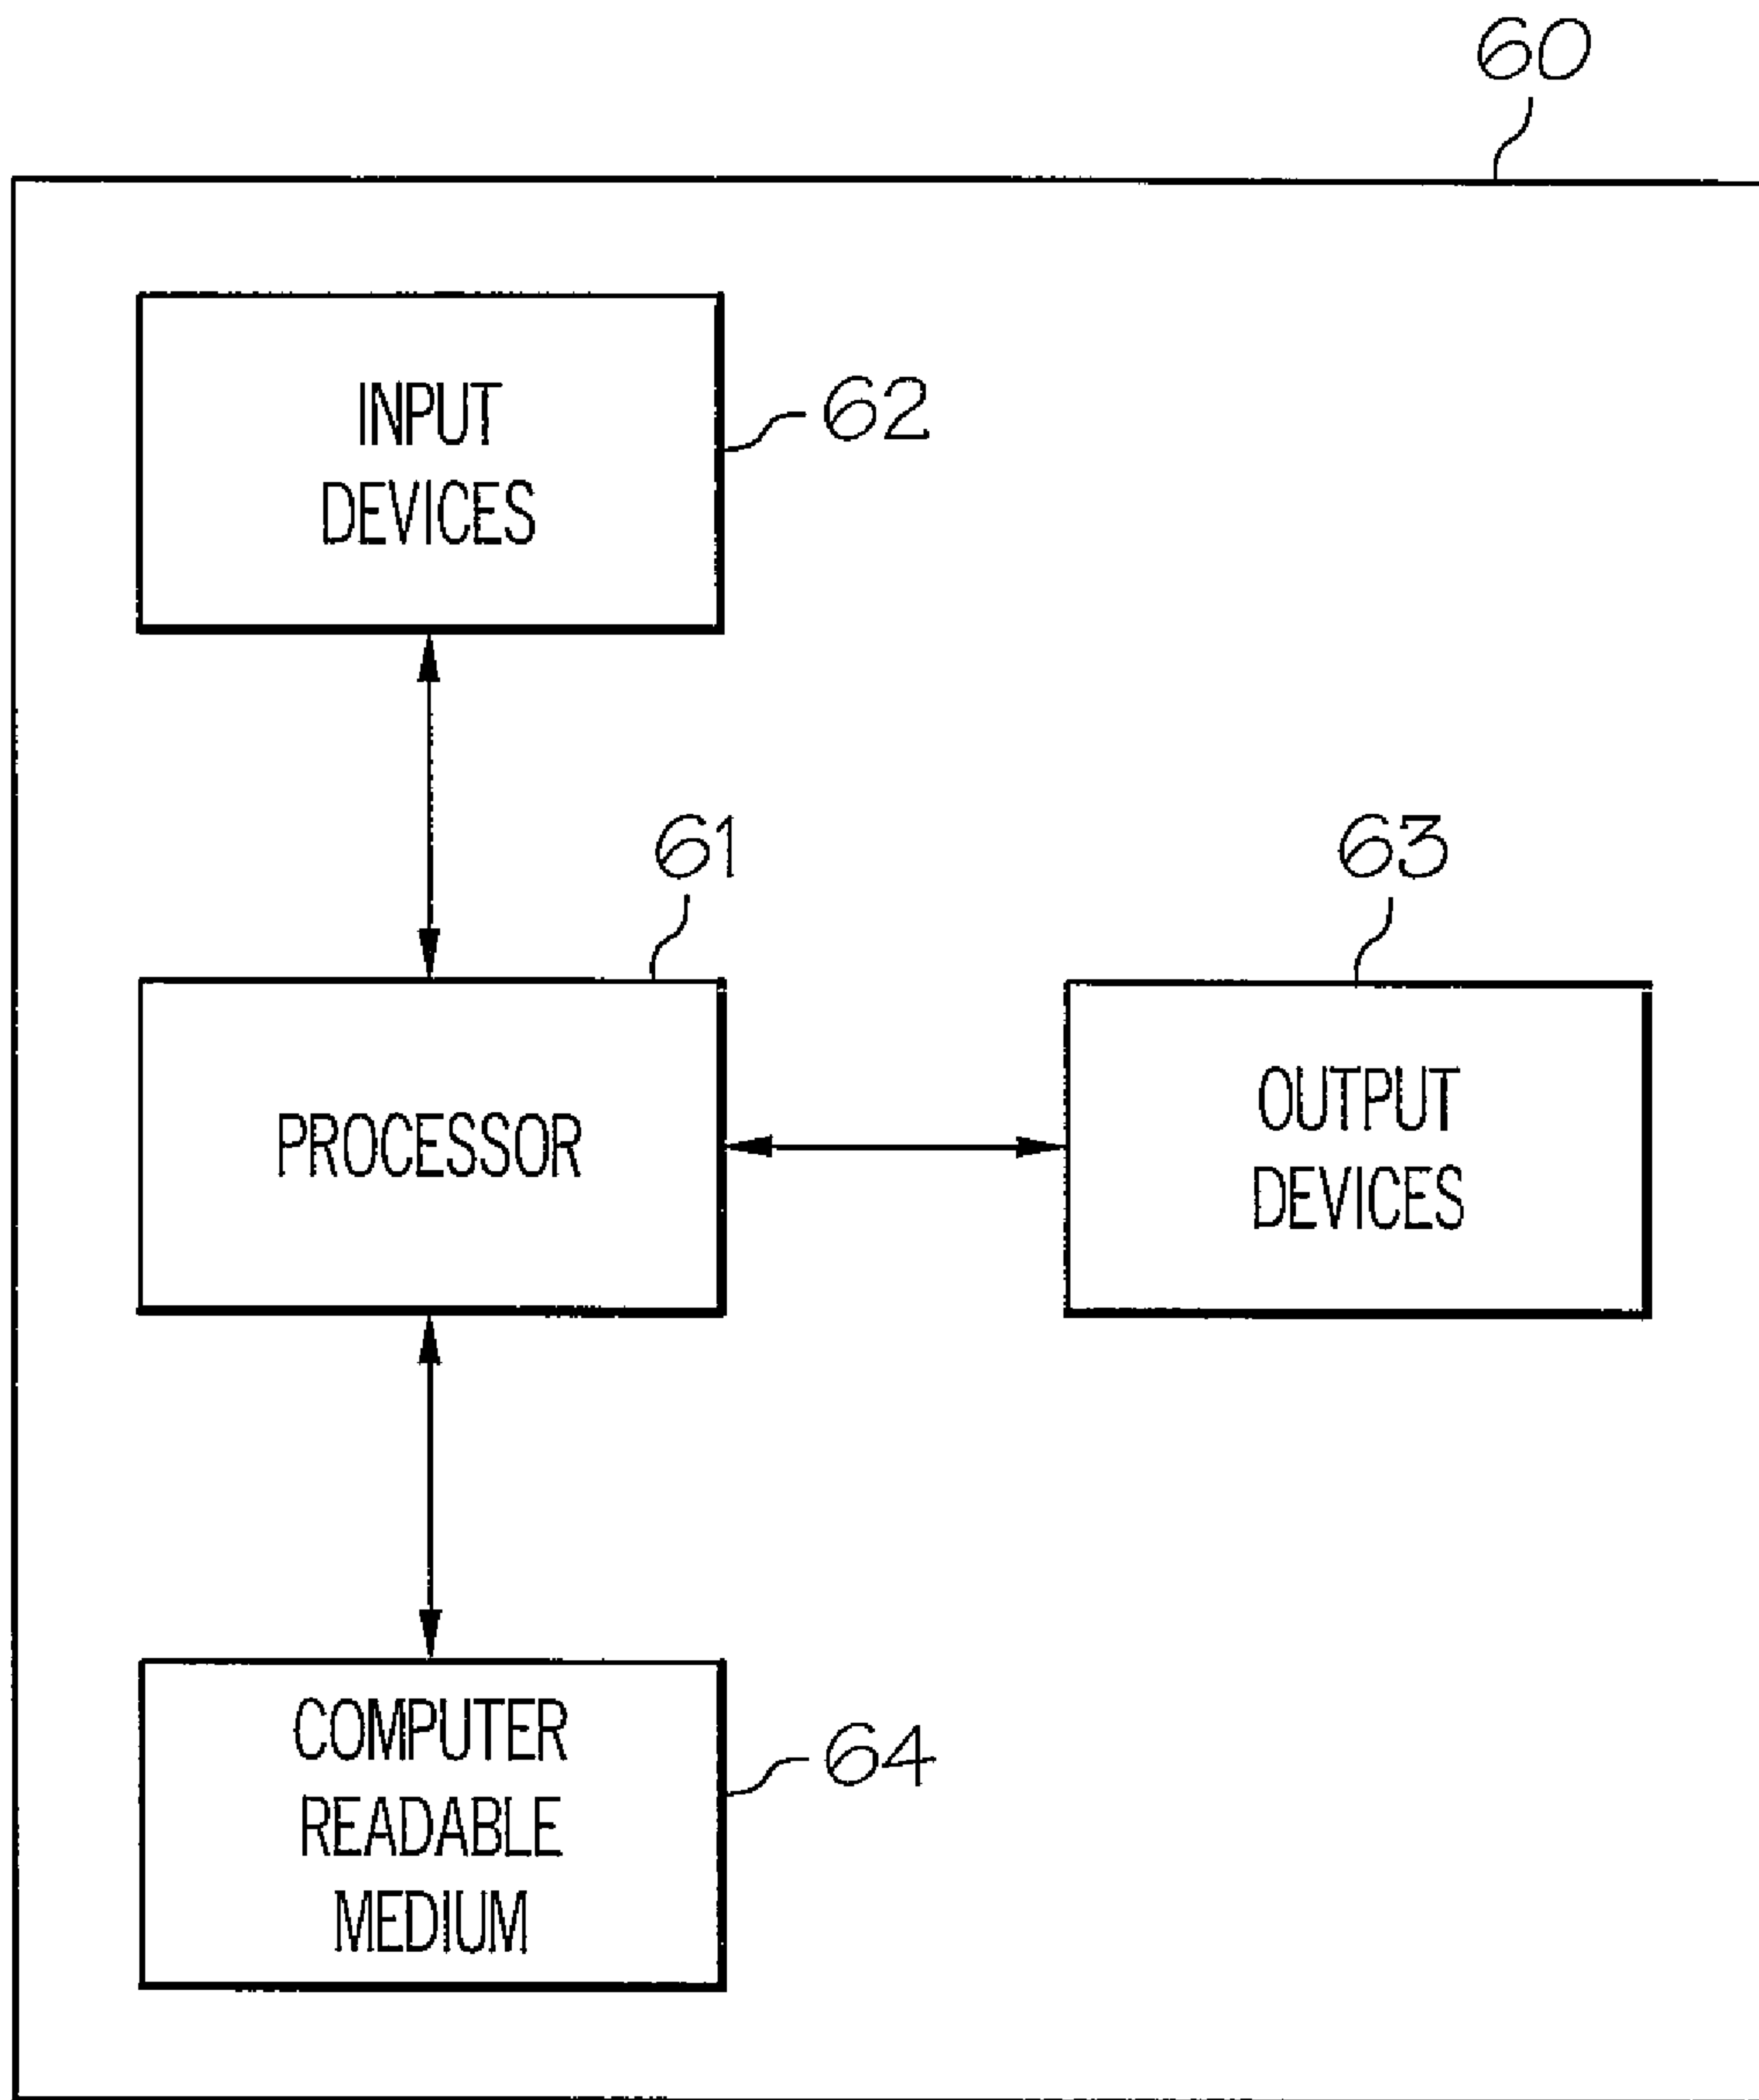 60
INPUT
DEVICES
62
61
63
PROCESSOR
OUTPUT
DEVICES
COMPUTER
READABLE
MEDIUM
64